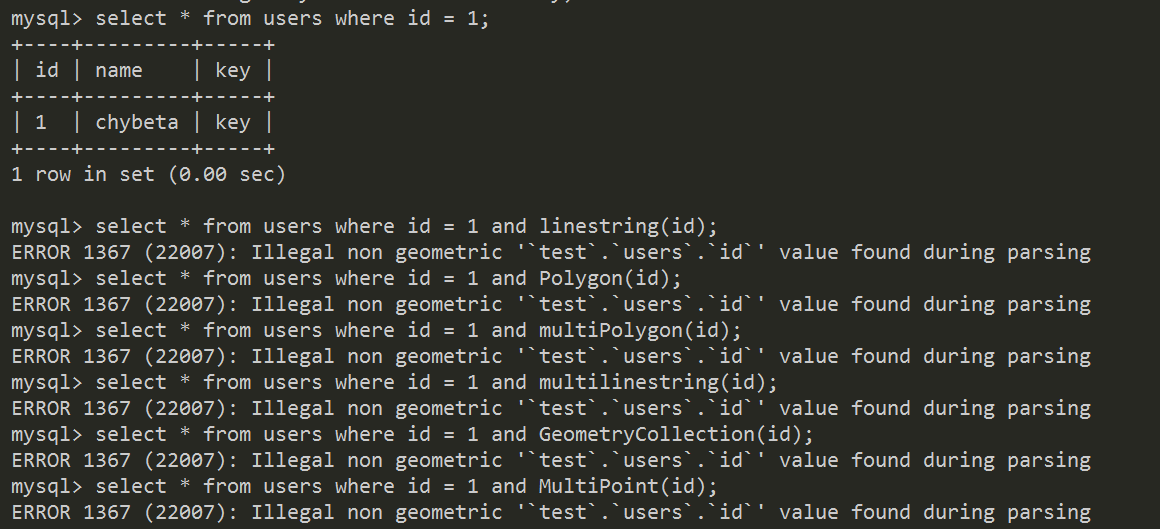 mysql> select * from users where id = 1;
+----+---------+-----+
| id | name    | key |
+----+---------+-----+
| 1  | chybeta | key |
+----+---------+-----+
1 row in set (0.00 sec)

mysql> select * from users where id = 1 and linestring(id);
ERROR 1367 (22007): Illegal non geometric '`test`.`users`.`id`' value found during parsing
mysql> select * from users where id = 1 and Polygon(id);
ERROR 1367 (22007): Illegal non geometric '`test`.`users`.`id`' value found during parsing
mysql> select * from users where id = 1 and multiPolygon(id);
ERROR 1367 (22007): Illegal non geometric '`test`.`users`.`id`' value found during parsing
mysql> select * from users where id = 1 and multilinestring(id);
ERROR 1367 (22007): Illegal non geometric '`test`.`users`.`id`' value found during parsing
mysql> select * from users where id = 1 and GeometryCollection(id);
ERROR 1367 (22007): Illegal non geometric '`test`.`users`.`id`' value found during parsing
mysql> select * from users where id = 1 and MultiPoint(id);
ERROR 1367 (22007): Illegal non geometric '`test`.`users`.`id`' value found during parsing